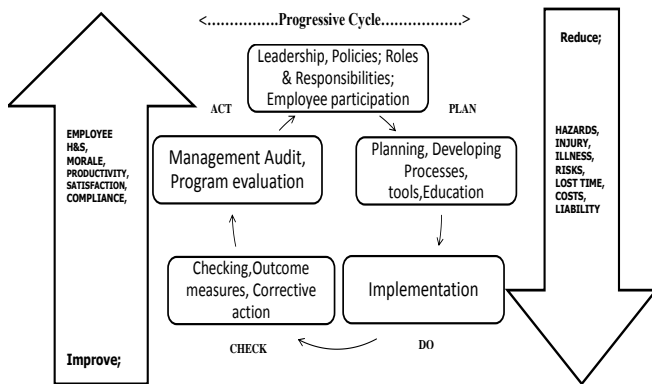 <................Progressive Cycle................>
Reduce;
Leadership, Policies; Roles
& Responsibilities;
Employee participation
ACT
PLAN
EMPLOYEE
H&S,
MORALE,
PRODUCTIVITY,
SATISFACTION,
COMPLIANCE,
Management Audit,
Program evaluation
Planning, Developing
Processes,
tools,Education
HAZARDS,
INJURY,
ILLNESS,
RISKS,
LOST TIME,
COSTS,
LIABILITY
Checking,Outcome
measures, Corrective
action
Implementation
Improve;
CHECK
DO